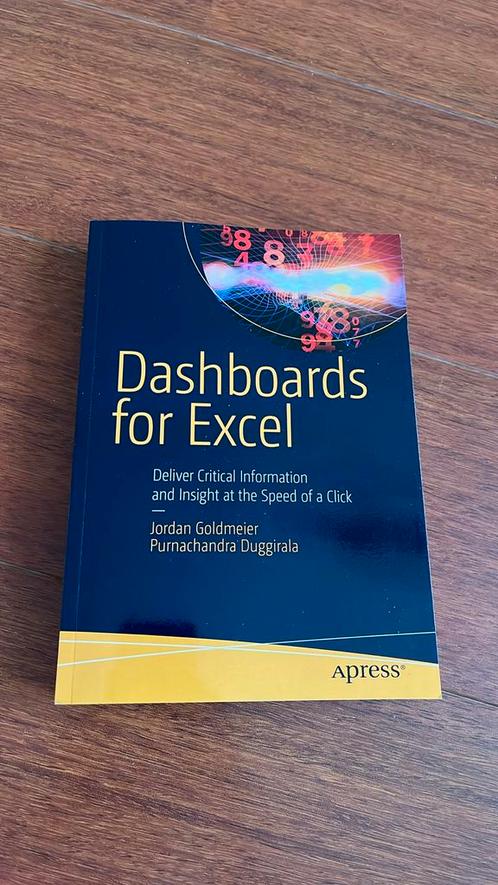 Dashboards
for Excel
Deliver Critical Information
and Insight at the Speed of a Click
Jordan Goldmeier
Purnachandra Duggirala
Apress®